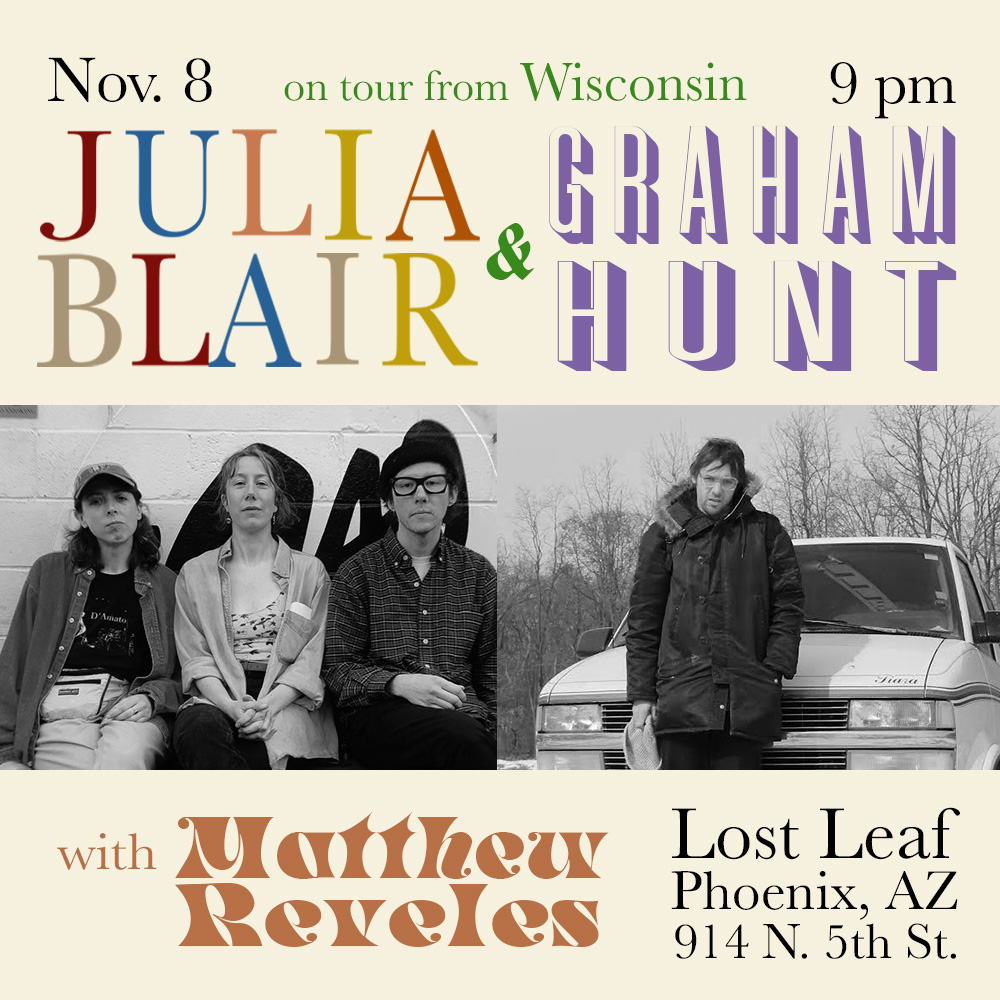 Nov. 8
on tour from Wisconsin
9 pm
JULIA
BLAIR
&
GRAHAM
HUNT
D'Amato
Tiara
with Matthew
Reveles
Lost Leaf
Phoenix, AZ
914 N. 5th St.